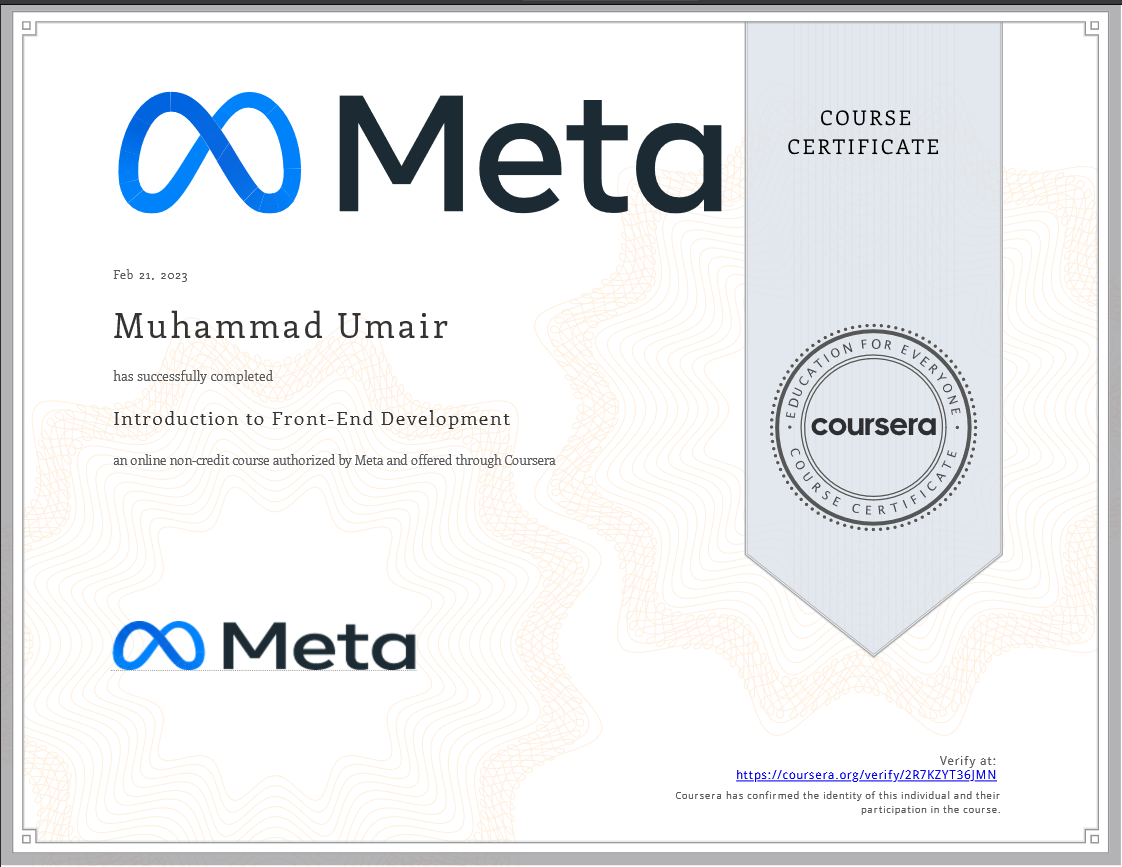 Meta
COURSE
CERTIFICATE
Feb 21, 2023
Muhammad Umair
has successfully completed
Introduction to Front-End Development
an online non-credit course authorized by Meta and offered through Coursera
EDUCATION FOR EVERYONE
coursera
COURSE CERTIFICATE
Meta
Verify at:
https://coursera.org/verify/2R7KZYT36JMN
Coursera has confirmed the identity of this individual and their
participation in the course.